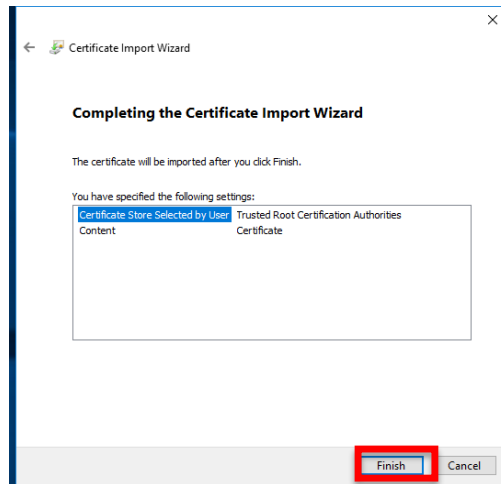 Certificate Import Wizard
Completing the Certificate Import Wizard
The certificate will be imported after you click Finish.
You have specified the following settings:
Certificate Store Selected by User Trusted Root Certification Authorities
Content Certificate
Finish Cancel